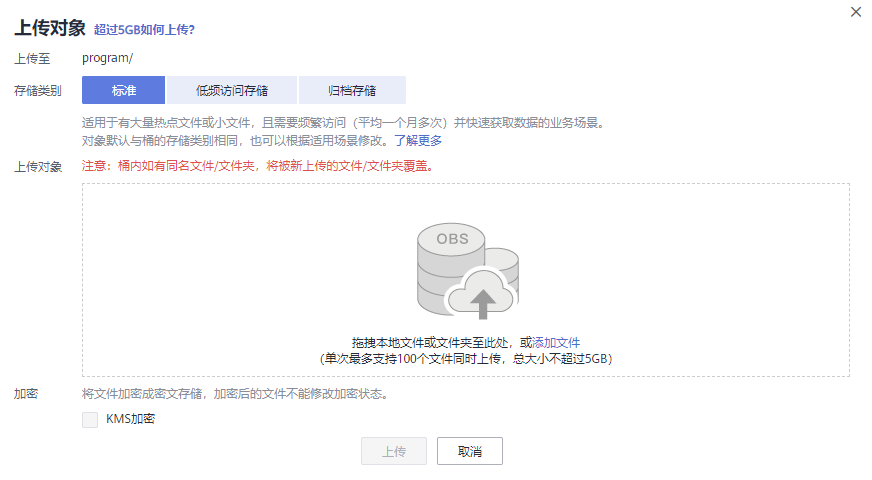 上传对象 超过5GB如何上传?
上传至 program/
存储类别 标准 低频访问存储 归档存储
适用于有大量热点文件或小文件，且需要频繁访问（平均一个月多次）并快速获取数据的业务场景。
对象默认与桶的存储类别相同，也可以根据适用场景修改。了解更多
上传对象 注意：桶内如有同名文件/文件夹，将被新上传的文件/文件夹覆盖。
OBS
拖拽本地文件或文件夹至此处，或添加文件
（单次最多支持100个文件同时上传，总大小不超过5GB）
加密 将文件加密成密文存储，加密后的文件不能修改加密状态。
KMS加密
上传 取消